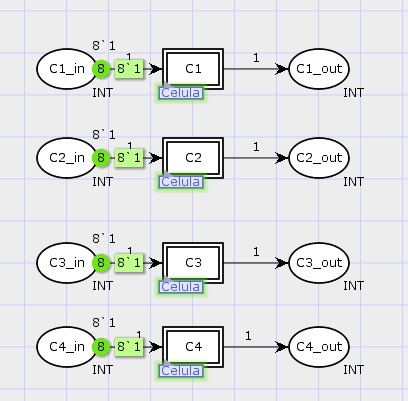 8`1
C1_in 8 8`1 1 C1 1 C1_out
INT Celula INT
8`1
C2_in 8 8`1 1 C2 1 C2_out
INT Celula INT
8`1
C3_in 8 8`1 1 C3 1 C3_out
INT Celula INT
8`1
C4_in 8 8`1 1 C4 1 C4_out
INT Celula INT